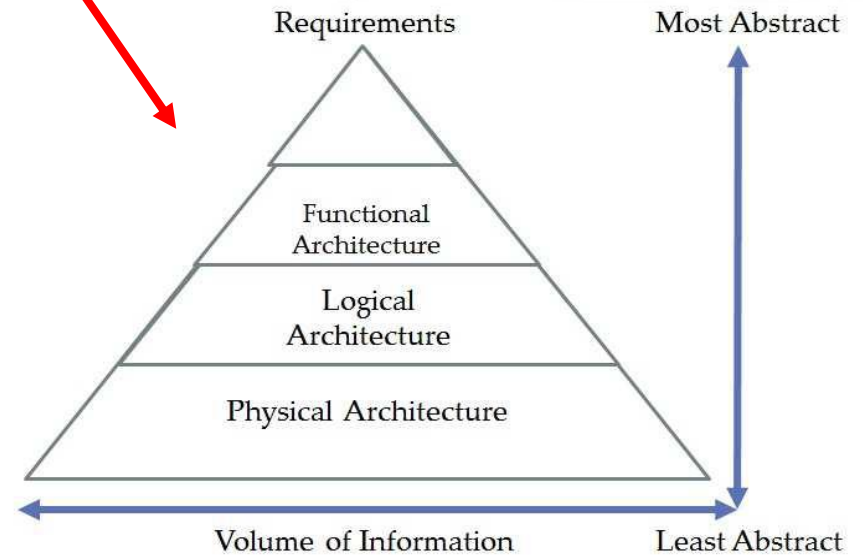 Requirements
Most Abstract
Functional
Architecture
Logical
Architecture
Physical Architecture
Volume of Information
Least Abstract